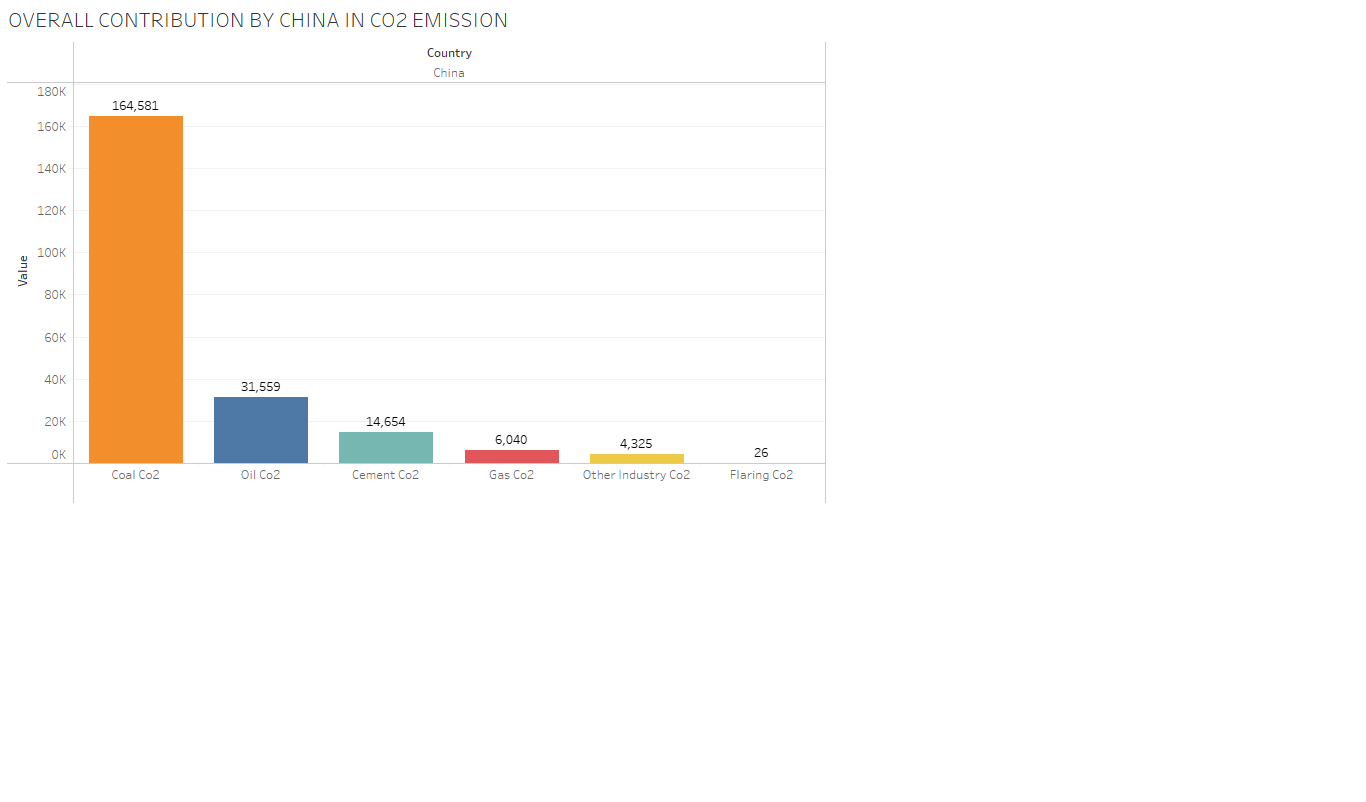 OVERALL CONTRIBUTION BY CHINA IN CO2 EMISSION
Country
China
180K
160K
140K
120K
100K
80K
60K
40K
20K
0K
Value
164,581
31,559
14,654
6,040
4,325
26
Coal Co2
Oil Co2
Cement Co2
Gas Co2
Other Industry Co2
Flaring Co2